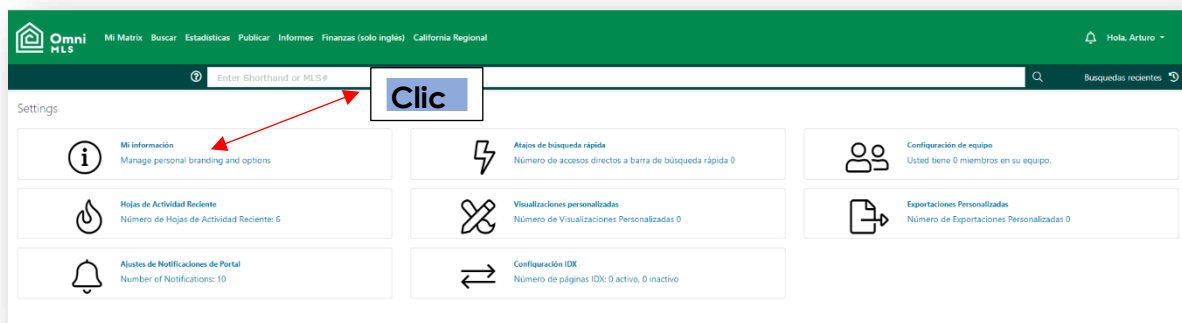 Omni MLS
Mi Matrix Buscar Estadísticas Publicar Informes Finanzas (solo inglés) California Regional
Hola, Arturo
Enter Shorthand or MLS#
Busquedas recientes
Clic
Settings
Mi información
Manage personal branding and options
Atajos de búsqueda rápida
Número de accesos directos a barra de búsqueda rápida 0
Configuración de equipo
Usted tiene 0 miembros en su equipo.
Hojas de Actividad Reciente
Número de Hojas de Actividad Reciente: 6
Visualizaciones personalizadas
Número de Visualizaciones Personalizadas 0
Exportaciones Personalizadas
Número de Exportaciones Personalizadas 0
Ajustes de Notificaciones de Portal
Number of Notifications: 10
Configuración IDX
Número de páginas IDX: 0 activo, 0 inactivo